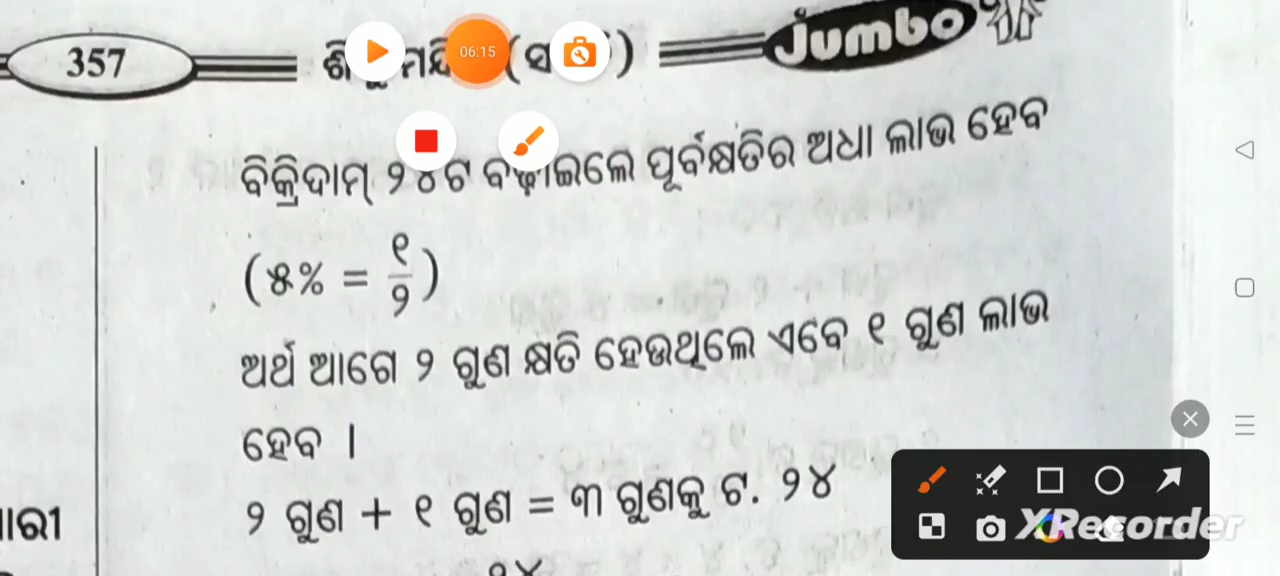 357
06:15
Jumbo
ବିକ୍ରିଦାମ୍ ୨୪ଟ ବଢ଼ାଇଲେ ପୂର୍ବକ୍ଷତିର ଅଧା ଲାଭ ହେବ
(୫% = ୧/୨)
ଅର୍ଥ ଆଗେ ୨ ଗୁଣ କ୍ଷତି ହେଉଥିଲେ ଏବେ ୧ ଗୁଣ ଲାଭ
ହେବ ।
୨ ଗୁଣ + ୧ ଗୁଣ = ୩ ଗୁଣକୁ ଟ. ୨୪
XRecorder